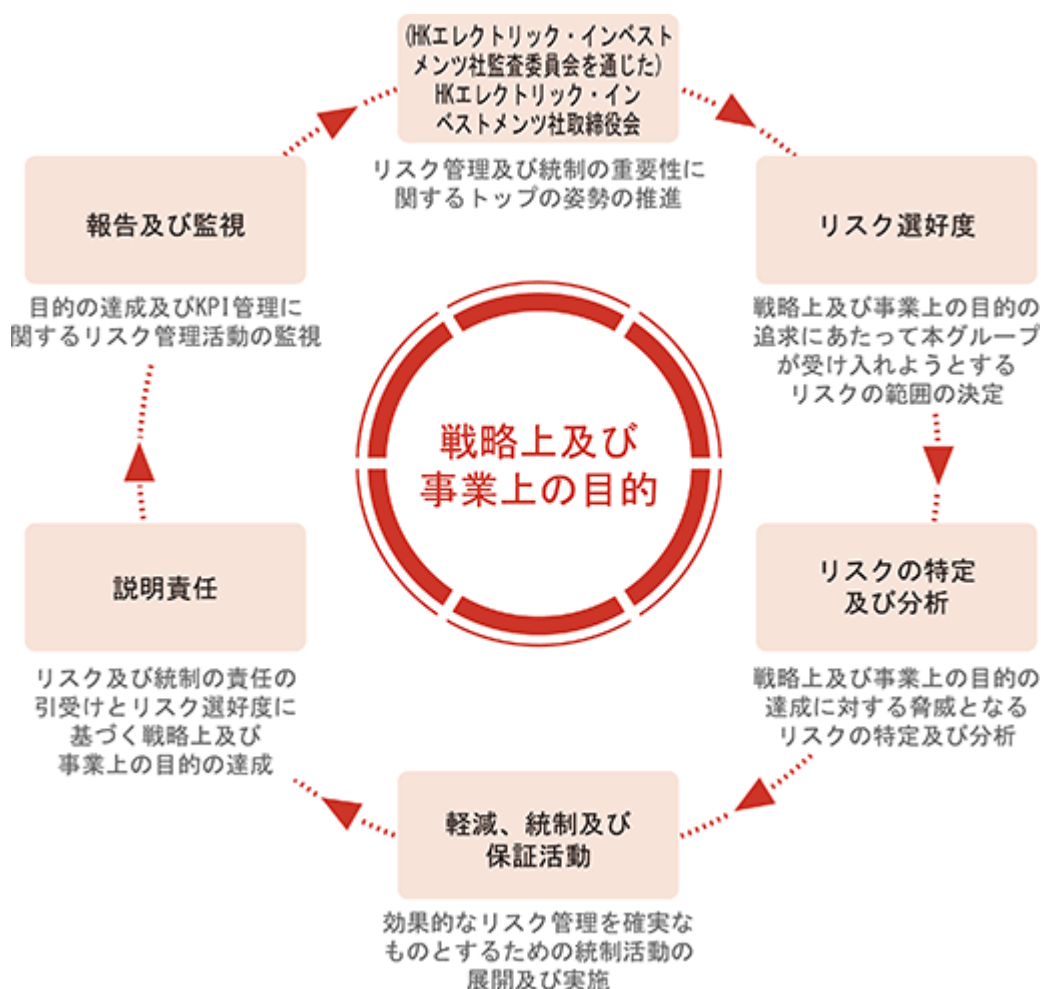 (HKエレクトリック・インベスト
メンツ社監査委員会を通じた)
HKエレクトリック・イン
ベストメンツ社取締役会
リスク管理及び統制の重要性に
関するトップの姿勢の推進
リスク選好度
戦略上及び事業上の目的の
追求にあたって本グループ
が受け入れようとする
リスクの範囲の決定
リスクの特定
及び分析
戦略上及び事業上の目的の
達成に対する脅威となる
リスクの特定及び分析
軽減、統制及び
保証活動
効果的なリスク管理を確実な
ものとするための統制活動の
展開及び実施
説明責任
リスク及び統制の責任の
引受けとリスク選好度に
基づく戦略上及び
事業上の目的の達成
報告及び監視
目的の達成及びKPI管理に
関するリスク管理活動の監視
戦略上及び
事業上の目的